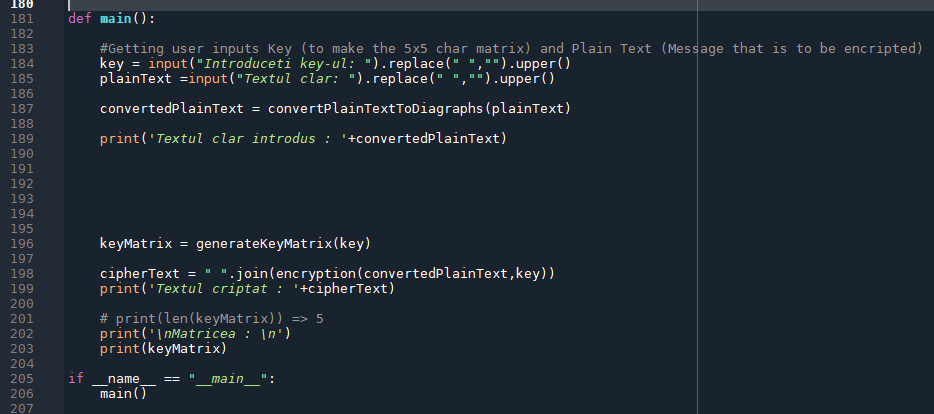 180
181 def main():
182
183     #Getting user inputs Key (to make the 5x5 char matrix) and Plain Text (Message that is to be encripted)
184     key = input("Introduceti key-ul: ").replace(" ","").upper()
185     plainText =input("Textul clar: ").replace(" ","").upper()
186
187     convertedPlainText = convertPlainTextToDiagraphs(plainText)
188
189     print('Textul clar introdus : '+convertedPlainText)
190
191
192
193
194
195
196     keyMatrix = generateKeyMatrix(key)
197
198     cipherText = " ".join(encryption(convertedPlainText,key))
199     print('Textul criptat : '+cipherText)
200
201     # print(len(keyMatrix)) => 5
202     print('\nMatricea : \n')
203     print(keyMatrix)
204
205 if __name__ == "__main__":
206     main()
207